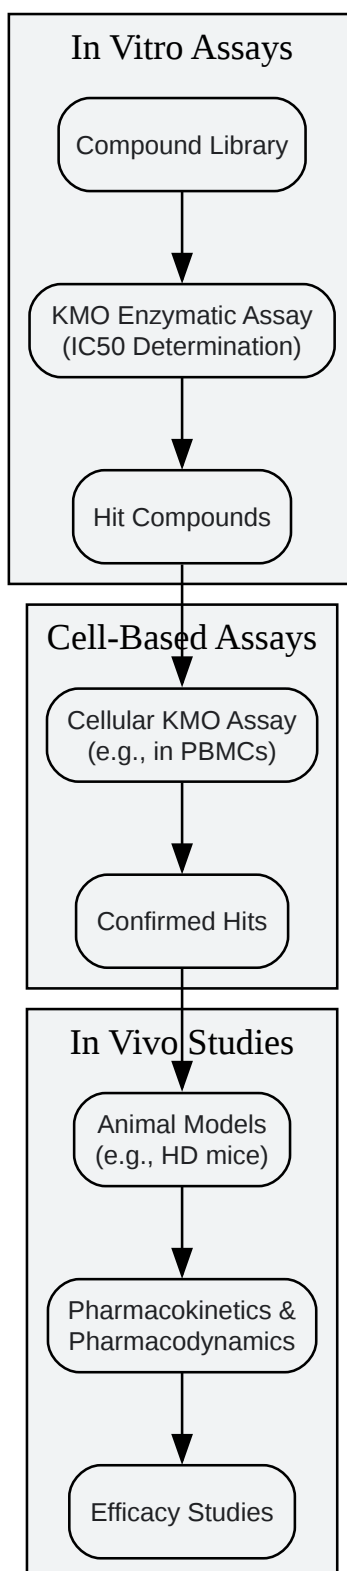 In Vitro Assays
Compound Library
KMO Enzymatic Assay
(IC50 Determination)
Hit Compounds
Cell-Based Assays
Cellular KMO Assay
(e.g., in PBMCs)
Confirmed Hits
In Vivo Studies
Animal Models
(e.g., HD mice)
Pharmacokinetics &
Pharmacodynamics
Efficacy Studies